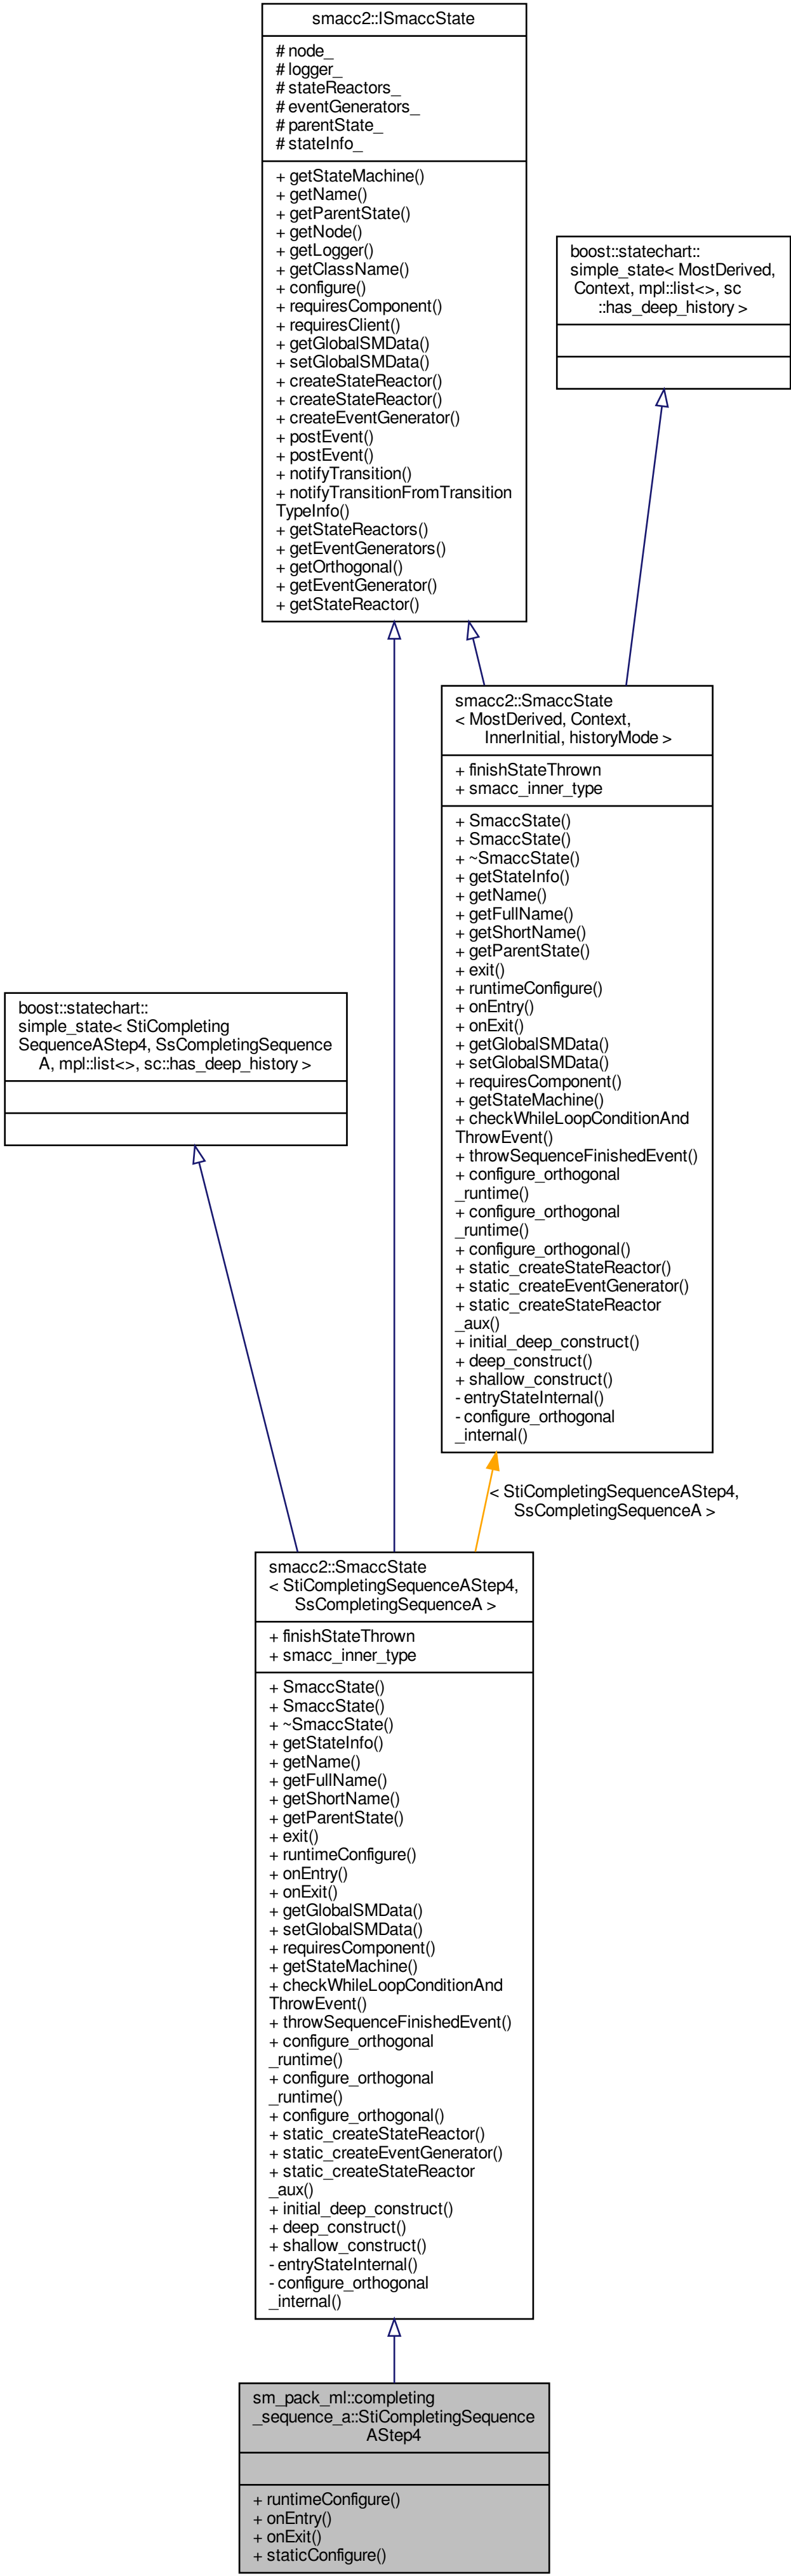 smacc2::ISmaccState
# node_
# logger_
# stateReactors_
# eventGenerators_
# parentState_
# stateInfo_
+ getStateMachine()
+ getName()
+ getParentState()
+ getNode()
+ getLogger()
+ getClassName()
+ configure()
+ requiresComponent()
+ requiresClient()
+ getGlobalSMData()
+ setGlobalSMData()
+ createStateReactor()
+ createStateReactor()
+ createEventGenerator()
+ postEvent()
+ postEvent()
+ notifyTransition()
+ notifyTransitionFromTransition
TypeInfo()
+ getStateReactors()
+ getEventGenerators()
+ getOrthogonal()
+ getEventGenerator()
+ getStateReactor()
boost::statechart::
simple_state< MostDerived,
Context, mpl::list<>, sc
::has_deep_history >
smacc2::SmaccState
< MostDerived, Context,
InnerInitial, historyMode >
+ finishStateThrown
+ smacc_inner_type
+ SmaccState()
+ SmaccState()
+ ~SmaccState()
+ getStateInfo()
+ getName()
+ getFullName()
+ getShortName()
+ getParentState()
+ exit()
+ runtimeConfigure()
+ onEntry()
+ onExit()
+ getGlobalSMData()
+ setGlobalSMData()
+ requiresComponent()
+ getStateMachine()
+ checkWhileLoopConditionAnd
ThrowEvent()
+ throwSequenceFinishedEvent()
+ configure_orthogonal
_runtime()
+ configure_orthogonal
_runtime()
+ configure_orthogonal()
+ static_createStateReactor()
+ static_createEventGenerator()
+ static_createStateReactor
_aux()
+ initial_deep_construct()
+ deep_construct()
+ shallow_construct()
- entryStateInternal()
- configure_orthogonal
_internal()
boost::statechart::
simple_state< StiCompleting
SequenceAStep4, SsCompletingSequence
A, mpl::list<>, sc::has_deep_history >
< StiCompletingSequenceAStep4,
SsCompletingSequenceA >
smacc2::SmaccState
< StiCompletingSequenceAStep4,
SsCompletingSequenceA >
+ finishStateThrown
+ smacc_inner_type
+ SmaccState()
+ SmaccState()
+ ~SmaccState()
+ getStateInfo()
+ getName()
+ getFullName()
+ getShortName()
+ getParentState()
+ exit()
+ runtimeConfigure()
+ onEntry()
+ onExit()
+ getGlobalSMData()
+ setGlobalSMData()
+ requiresComponent()
+ getStateMachine()
+ checkWhileLoopConditionAnd
ThrowEvent()
+ throwSequenceFinishedEvent()
+ configure_orthogonal
_runtime()
+ configure_orthogonal
_runtime()
+ configure_orthogonal()
+ static_createStateReactor()
+ static_createEventGenerator()
+ static_createStateReactor
_aux()
+ initial_deep_construct()
+ deep_construct()
+ shallow_construct()
- entryStateInternal()
- configure_orthogonal
_internal()
sm_pack_ml::completing
_sequence_a::StiCompletingSequence
AStep4
+ runtimeConfigure()
+ onEntry()
+ onExit()
+ staticConfigure()